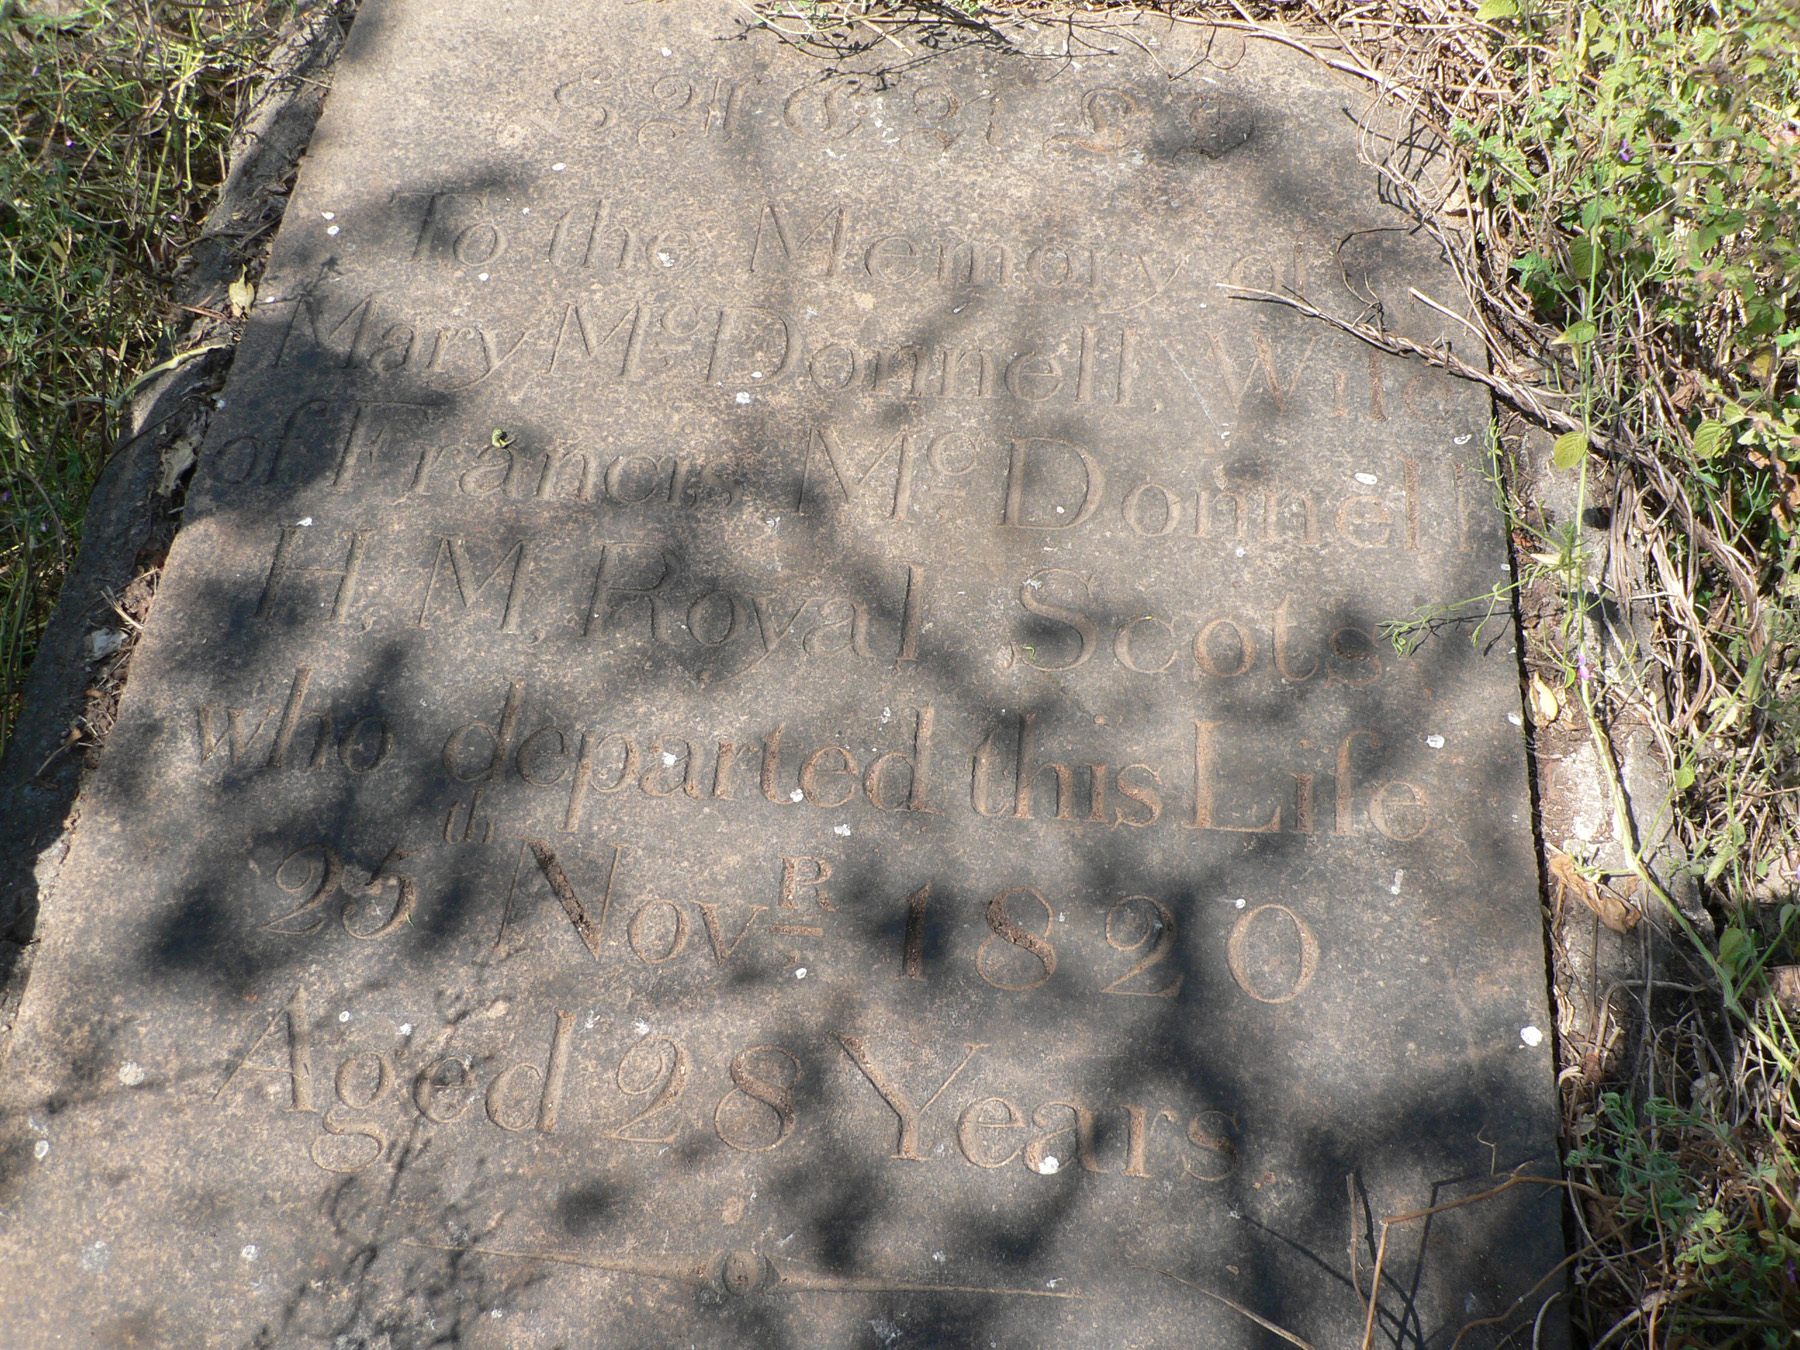 SACRED
To the Memory of
Mary Mc Donnell, Wife
of Francis Mc Donnell
H, M, Royal Scots,
who departed this Life
25th NovR, 1820
Aged 28 Years.